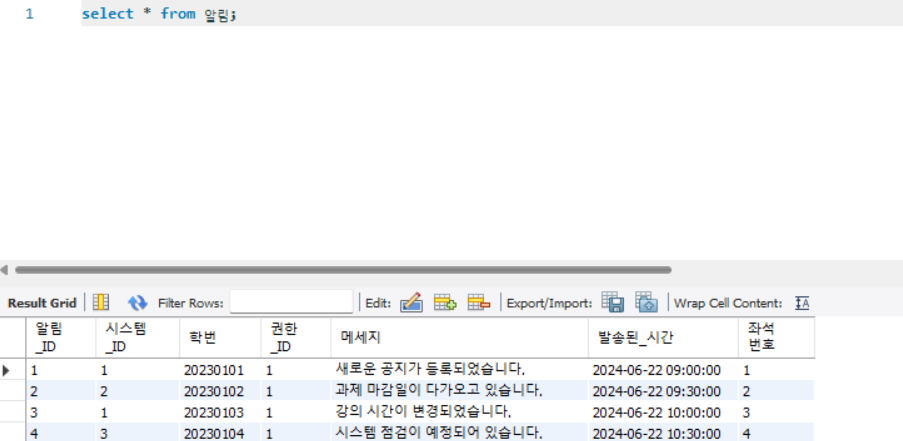 1 select * from 알림;
Result Grid Filter Rows: Edit: Export/Import: Wrap Cell Content:
알림_ID 시스템_ID 학번 권한_ID 메세지 발송된_시간 좌석번호
1 1 20230101 1 새로운 공지가 등록되었습니다. 2024-06-22 09:00:00 1
2 2 20230102 1 과제 마감일이 다가오고 있습니다. 2024-06-22 09:30:00 2
3 1 20230103 1 강의 시간이 변경되었습니다. 2024-06-22 10:00:00 3
4 3 20230104 1 시스템 점검이 예정되어 있습니다. 2024-06-22 10:30:00 4